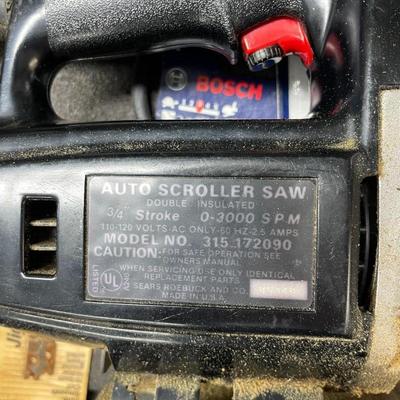 BOSCH
AUTO SCROLLER SAW
DOUBLE INSULATED
3/4" Stroke 0-3000 SPM
110-120 VOLTS-AC ONLY-60 HZ-2.5 AMPS
MODEL NO. 315.172090
CAUTION-FOR SAFE OPERATION SEE
OWNERS MANUAL
WHEN SERVICING USE ONLY IDENTICAL
REPLACEMENT PARTS
SEARS ROEBUCK AND CO.
MADE IN U.S.A.
LISTED
UL